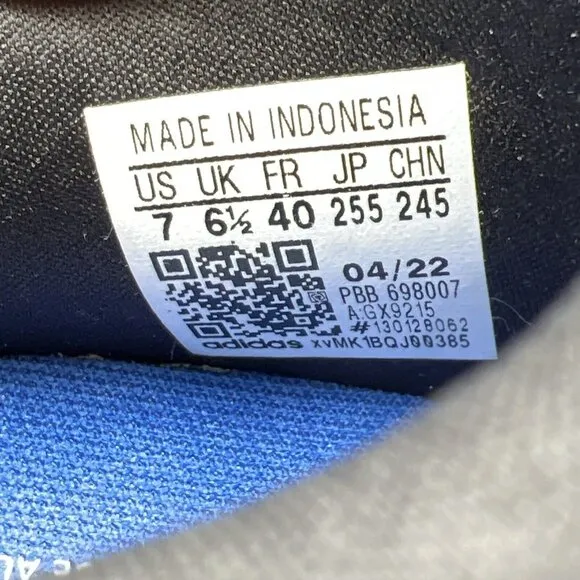 MADE IN INDONESIA
US UK FR JP CHN
7 6½ 40 255 245
04/22
PBB 698007
A:GX9215
#130128062
adidas xvMK1BQJ00385